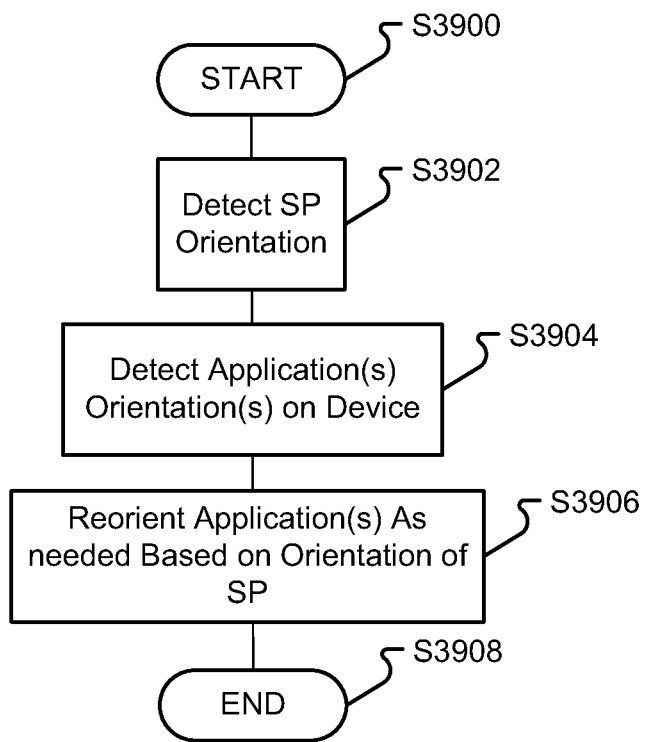 START
S3900
Detect SP
Orientation
S3902
Detect Application(s)
Orientation(s) on Device
S3904
Reorient Application(s) As
needed Based on Orientation of
SP
S3906
END
S3908